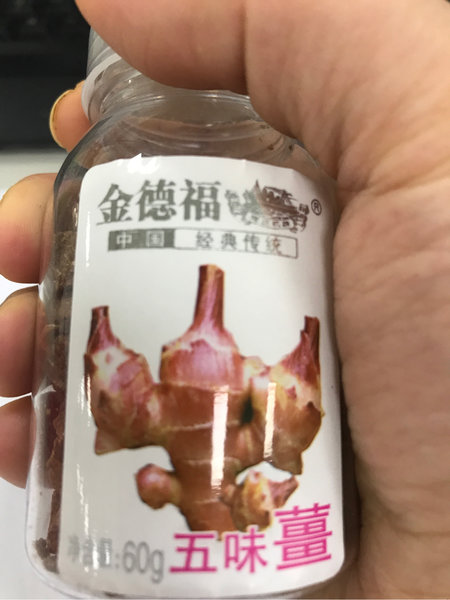 金德福®
中国 经典传统
净含量:60g
五味薑